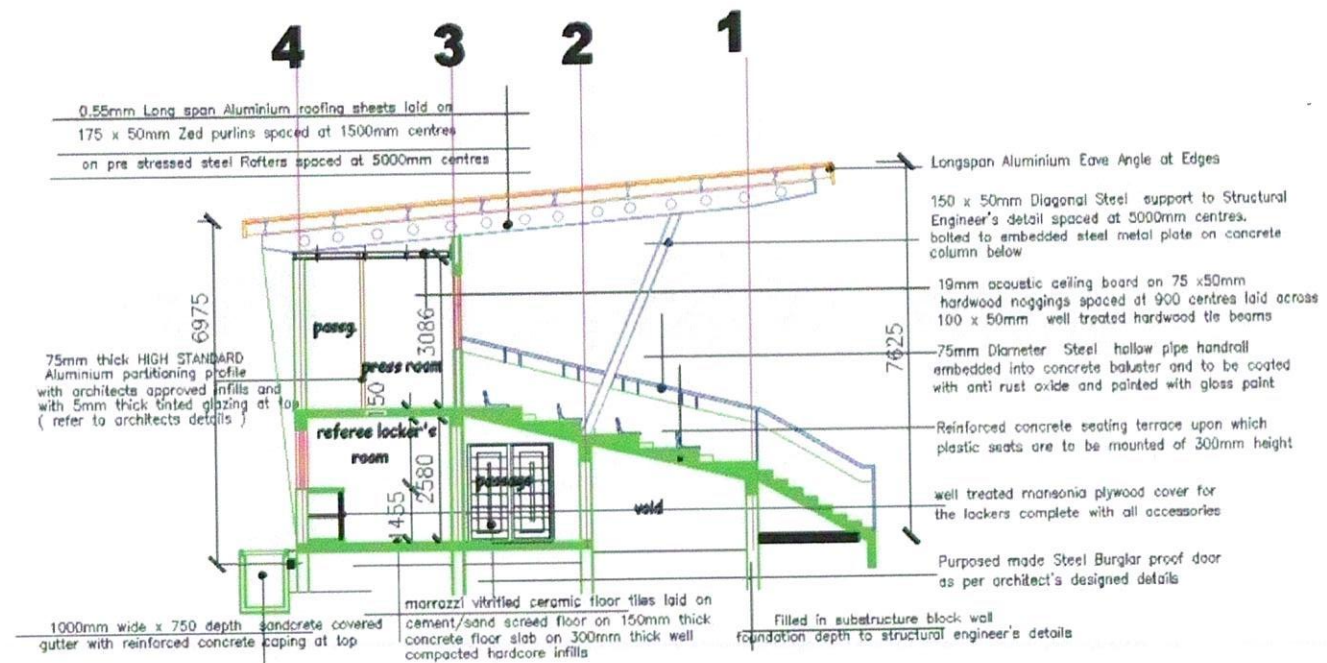 4 3 2 1
0.55mm Long span Aluminium roofing sheets laid on
175 x 50mm Zed purlins spaced at 1500mm centres
on pre stressed steel Rafters spaced at 5000mm centres
Longspan Aluminium Eave Angle at Edges
150 x 50mm Diagonal Steel support to Structural
Engineer's detail spaced at 5000mm centres.
bolted to embedded steel metal plate on concrete
column below
19mm acoustic ceiling board on 75 x50mm
hardwood noggings spaced at 900 centres laid across
100 x 50mm well treated hardwood tie beams
75mm Diameter Steel hollow pipe handrail
embedded into concrete baluster and to be coated
with anti rust oxide and painted with gloss paint
Reinforced concrete seating terrace upon which
plastic seats are to be mounted of 300mm height
well treated mansonia plywood cover for
the lockers complete with all accessories
Purposed made Steel Burglar proof door
as per architect's designed details
6975
passg.
3086
press room
7625
75mm thick HIGH STANDARD
Aluminium partitioning profile
with architects approved infills and
with 5mm thick tinted glazing at top
( refer to architects details )
150
referee locker's
room
2580
1455
passage
void
1000mm wide x 750 depth sandcrete covered
gutter with reinforced concrete coping at top
marrazzi vitrified ceramic floor tiles laid on
cement/sand screed floor on 150mm thick
concrete floor slab on 300mm thick well
compacted hardcore infills
Filled in substructure block wall
foundation depth to structural engineer's details